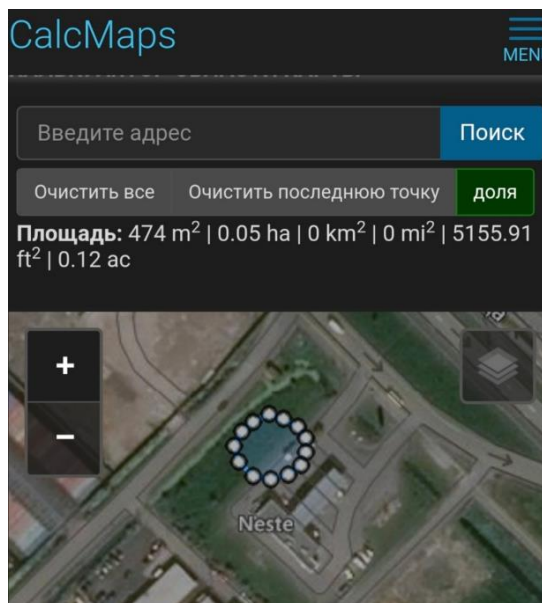 CalcMaps
MEN
Введите адрес
Поиск
Очистить все
Очистить последнюю точку
доля
Площадь: 474 m² | 0.05 ha | 0 km² | 0 mi² | 5155.91
ft² | 0.12 ac
+
−
Neste